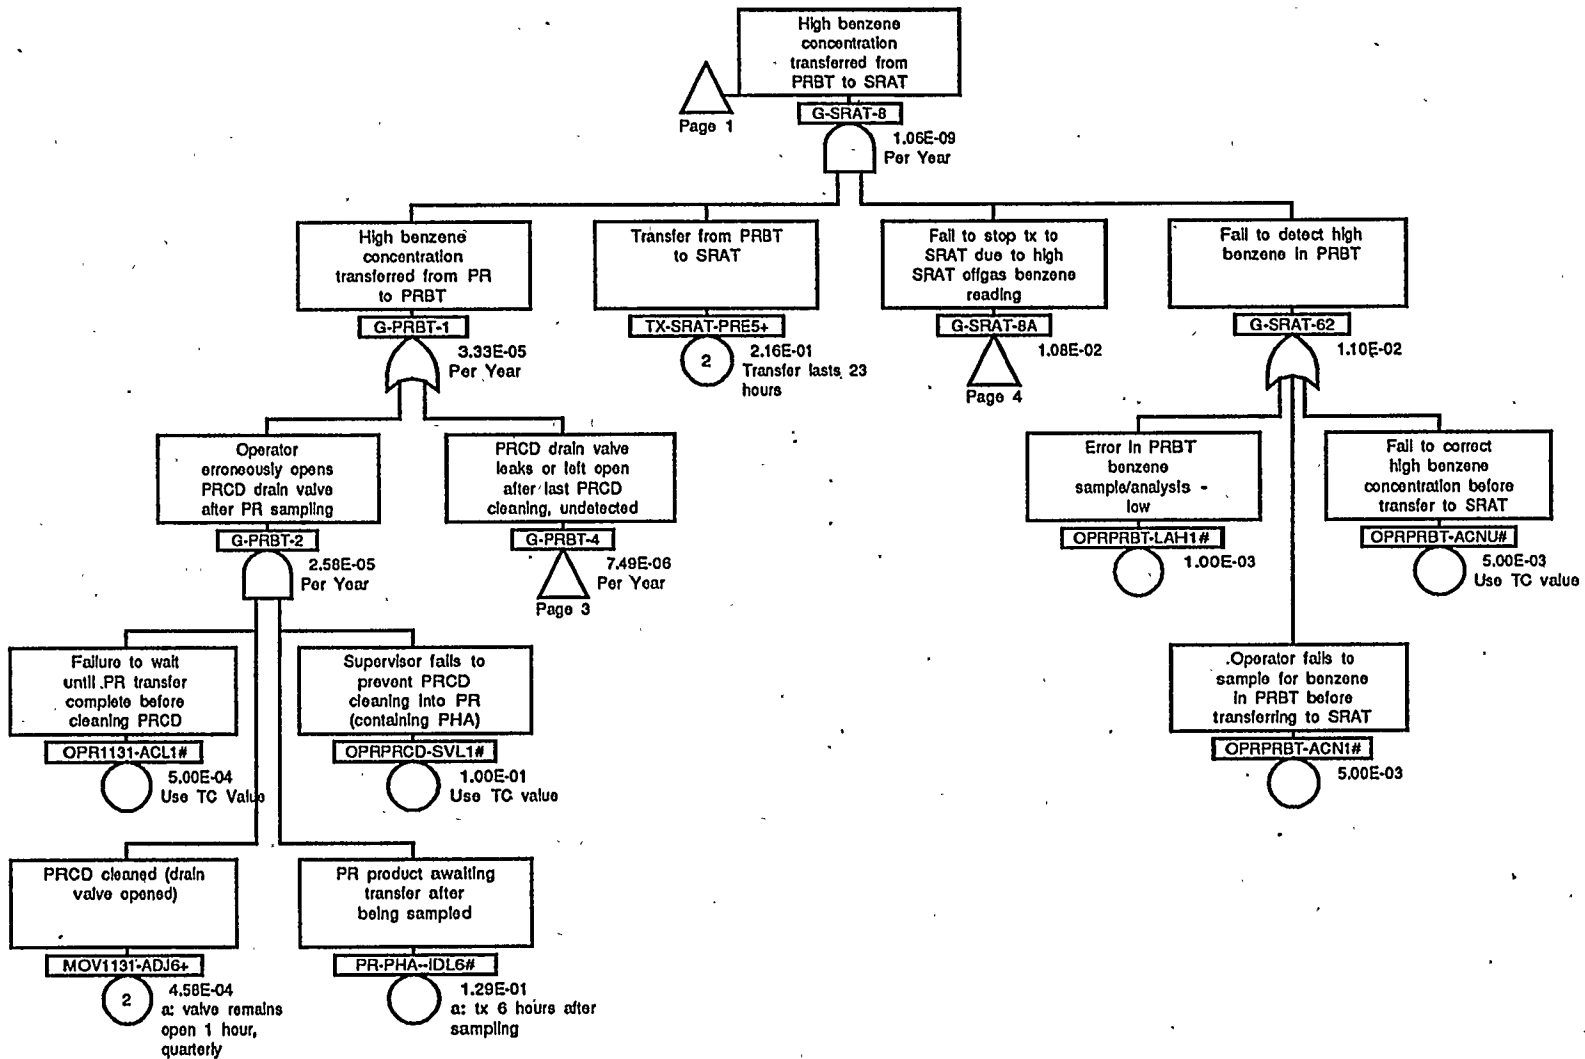 High benzene
concentration
transferred from
PRBT to SRAT
Page 1
G-SRAT-8
1.06E-09
Per Year
High benzene
concentration
transferred from PR
to PRBT
G-PRBT-1
3.33E-05
Per Year
Transfer from PRBT
to SRAT
TX-SRAT-PRE5+
2
2.16E-01
Transfer lasts 23
hours
Fail to stop tx to
SRAT due to high
SRAT offgas benzene
reading
G-SRAT-8A
1.08E-02
Page 4
Fail to detect high
benzene in PRBT
G-SRAT-62
1.10E-02
Operator
erroneously opens
PRCD drain valve
after PR sampling
G-PRBT-2
2.58E-05
Per Year
PRCD drain valve
leaks or left open
after last PRCD
cleaning, undetected
G-PRBT-4
7.49E-06
Per Year
Page 3
Error in PRBT
benzene
sample/analysis -
low
OPRPRBT-LAH1#
1.00E-03
Fail to correct
high benzene
concentration before
transfer to SRAT
OPRPRBT-ACNU#
5.00E-03
Use TC value
Failure to wait
until PR transfer
complete before
cleaning PRCD
OPR1131-ACL1#
5.00E-04
Use TC Value
Supervisor fails to
prevent PRCD
cleaning into PR
(containing PHA)
OPRPRCD-SVL1#
1.00E-01
Use TC value
Operator fails to
sample for benzene
in PRBT before
transferring to SRAT
OPRPRBT-ACN1#
5.00E-03
PRCD cleaned (drain
valve opened)
MOV1131-ADJ6+
2
4.58E-04
a: valve remains
open 1 hour,
quarterly
PR product awaiting
transfer after
being sampled
PR-PHA--IDL6#
1.29E-01
a: tx 6 hours after
sampling